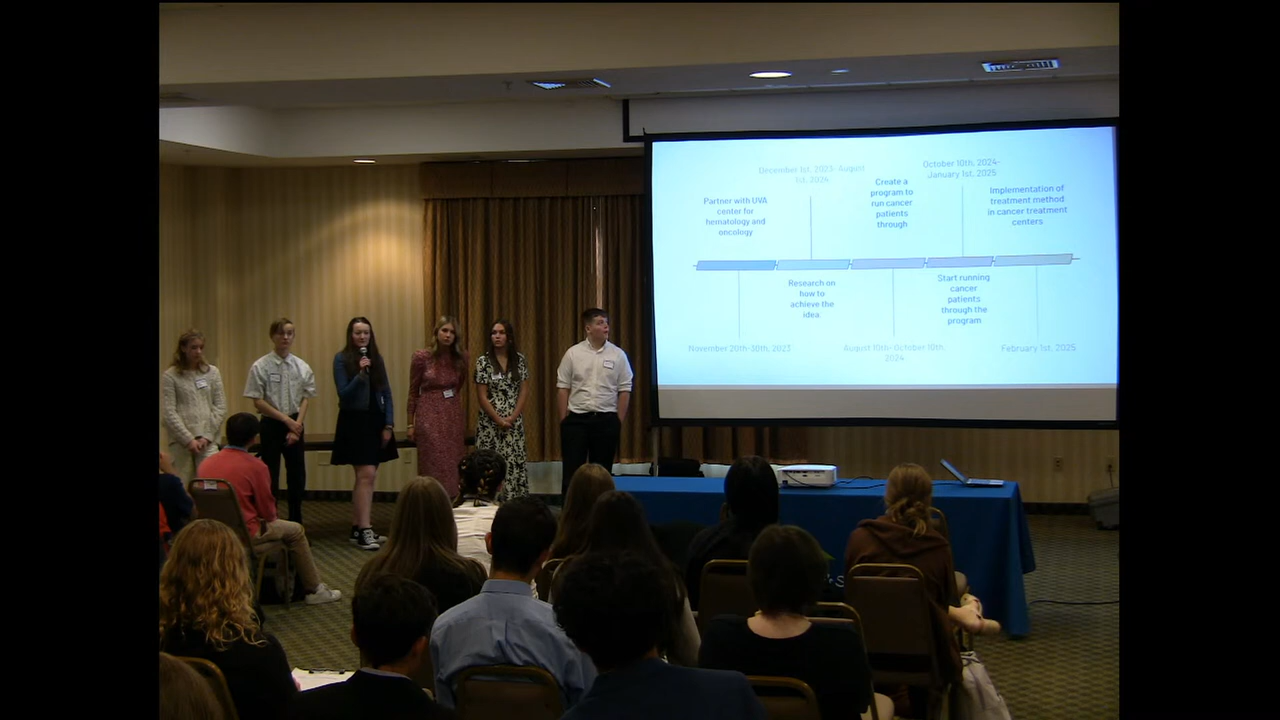 December 1st, 2023- August
1st, 2024
October 10th, 2024-
January 1st, 2025
Partner with UVA
center for
hematology and
oncology
Create a
program to
run cancer
patients
through
Implementation of
treatment method
in cancer treatment
centers
Research on
how to
achieve the
idea.
Start running
cancer
patients
through the
program
November 20th-30th, 2023
August 10th- October 10th,
2024
February 1st, 2025